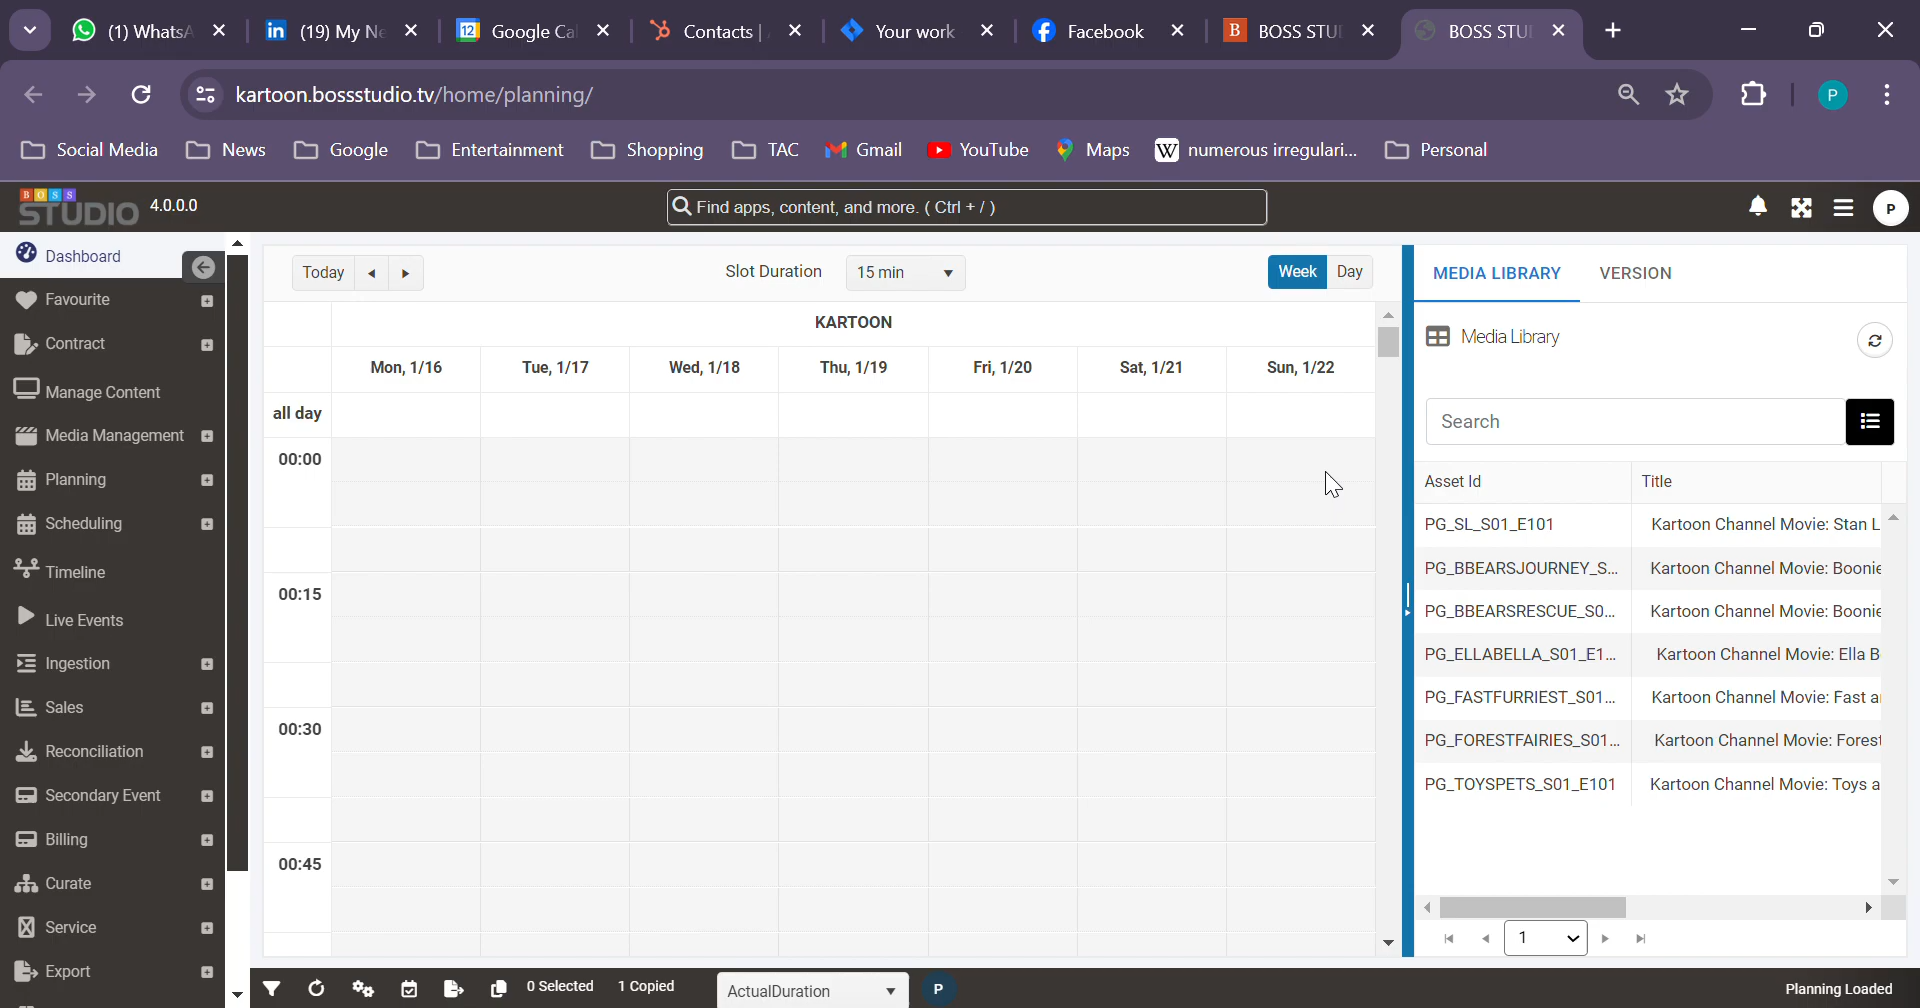 (1) WhatsA
(19) My Ne
Google Cal
Contacts |
Your work
Facebook
BOSS STU
BOSS STU
kartoon.bossstudio.tv/home/planning/
P
Social Media
News
Google
Entertainment
Shopping
TAC
Gmail
YouTube
Maps
W numerous irregulari...
Personal
BOSS
STUDIO 4.0.0.0
Find apps, content, and more. ( Ctrl + / )
P
Dashboard
Favourite
Contract
Manage Content
Media Management
Planning
Scheduling
Timeline
Live Events
Ingestion
Sales
Reconciliation
Secondary Event
Billing
Curate
Service
Export
Today
Slot Duration 15 min
Week Day
KARTOON
Mon, 1/16 Tue, 1/17 Wed, 1/18 Thu, 1/19 Fri, 1/20 Sat, 1/21 Sun, 1/22
all day
00:00
00:15
00:30
00:45
MEDIA LIBRARY VERSION
Media Library
Search
Asset Id Title
PG_SL_S01_E101 Kartoon Channel Movie: Stan L
PG_BBEARSJOURNEY_S... Kartoon Channel Movie: Boonie
PG_BBEARSRESCUE_S0... Kartoon Channel Movie: Boonie
PG_ELLABELLA_S01_E1... Kartoon Channel Movie: Ella B
PG_FASTFURRIEST_S01... Kartoon Channel Movie: Fast a
PG_FORESTFAIRIES_S01... Kartoon Channel Movie: Forest
PG_TOYSPETS_S01_E101 Kartoon Channel Movie: Toys a
1
0 Selected 1 Copied ActualDuration P Planning Loaded